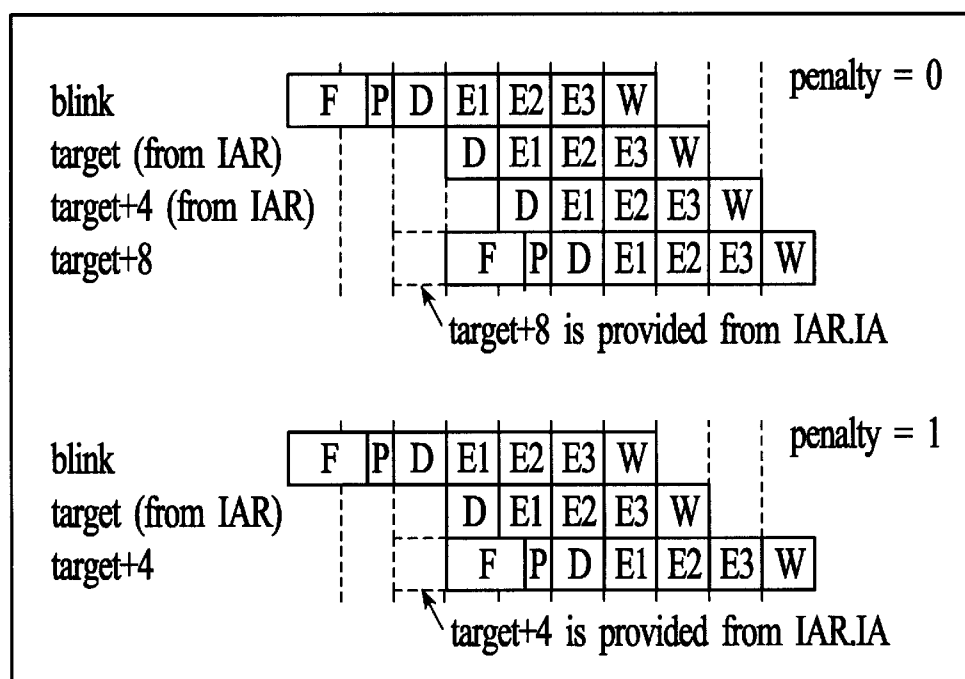 penalty = 0
blink F P D E1 E2 E3 W
target (from IAR) D E1 E2 E3 W
target+4 (from IAR) D E1 E2 E3 W
target+8 F P D E1 E2 E3 W
target+8 is provided from IAR.IA
penalty = 1
blink F P D E1 E2 E3 W
target (from IAR) D E1 E2 E3 W
target+4 F P D E1 E2 E3 W
target+4 is provided from IAR.IA